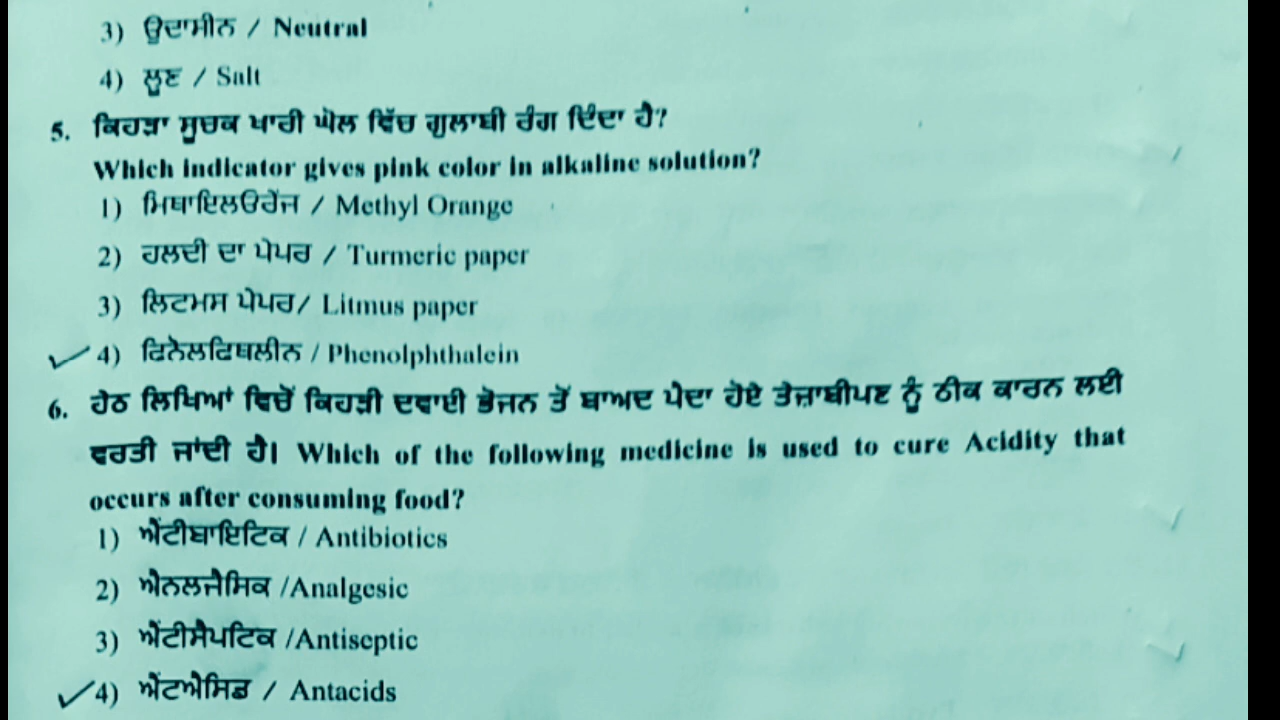 3) ਉਦਾਸੀਨ / Neutral
4) ਲੂਣ / Salt
5. ਕਿਹੜਾ ਸੂਚਕ ਖਾਰੀ ਘੋਲ ਵਿੱਚ ਗੁਲਾਬੀ ਰੰਗ ਦਿੰਦਾ ਹੈ?
Which indicator gives pink color in alkaline solution?
1) ਮਿਥਾਇਲਓਰੇਂਜ / Methyl Orange
2) ਹਲਦੀ ਦਾ ਪੇਪਰ / Turmeric paper
3) ਲਿਟਮਸ ਪੇਪਰ/ Litmus paper
4) ਫਿਨੋਲਫਿਥਲੀਨ / Phenolphthalein
6. ਹੇਠ ਲਿਖਿਆਂ ਵਿਚੋਂ ਕਿਹੜੀ ਦਵਾਈ ਭੋਜਨ ਤੋਂ ਬਾਅਦ ਪੈਦਾ ਹੋਏ ਤੇਜ਼ਾਬੀਪਣ ਨੂੰ ਠੀਕ ਕਾਰਨ ਲਈ
ਵਰਤੀ ਜਾਂਦੀ ਹੈ। Which of the following medicine is used to cure Acidity that
occurs after consuming food?
1) ਐਂਟੀਬਾਇਟਿਕ / Antibiotics
2) ਐਨਲਜੈਸਿਕ /Analgesic
3) ਐਂਟੀਸੈਪਟਿਕ /Antiseptic
4) ਐਂਟਐਸਿਡ / Antacids